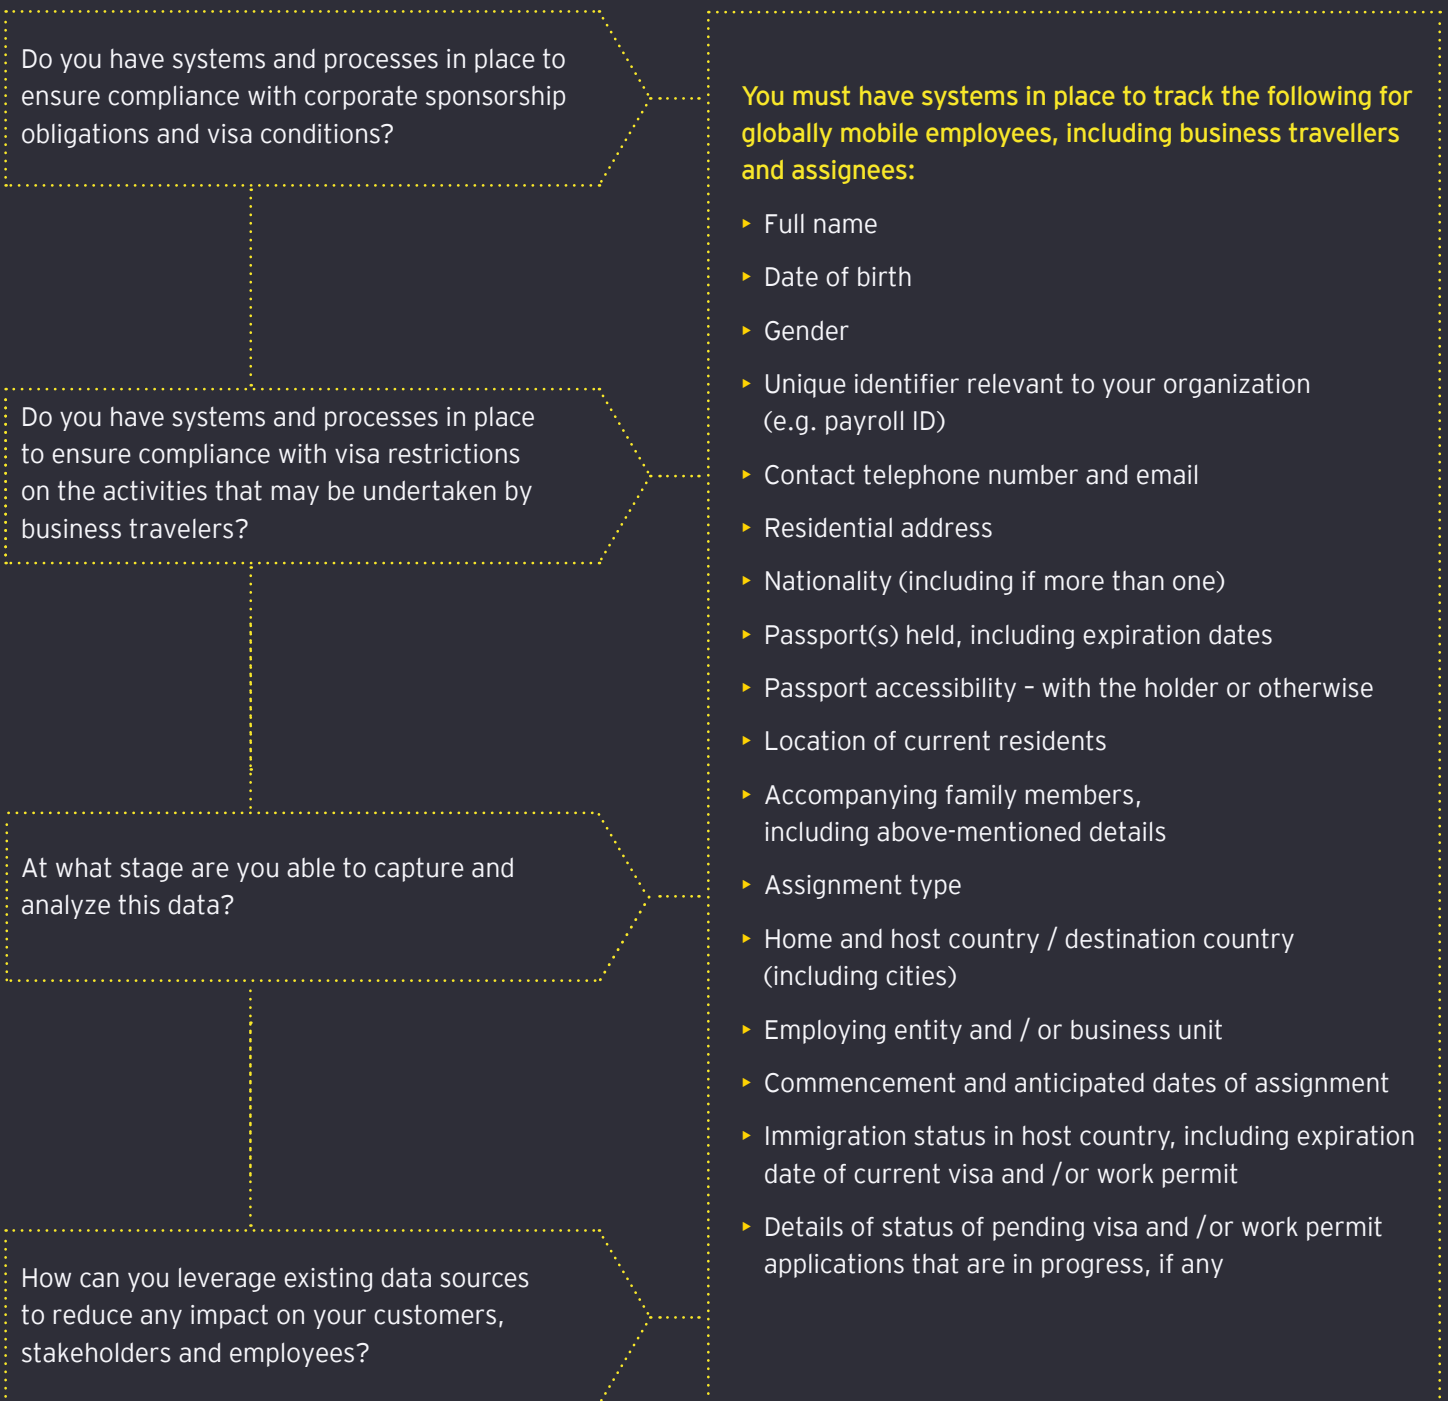 Do you have systems and processes in place to
ensure compliance with corporate sponsorship
obligations and visa conditions?
Do you have systems and processes in place
to ensure compliance with visa restrictions
on the activities that may be undertaken by
business travelers?
At what stage are you able to capture and
analyze this data?
How can you leverage existing data sources
to reduce any impact on your customers,
stakeholders and employees?
You must have systems in place to track the following for
globally mobile employees, including business travellers
and assignees:
‣ Full name
‣ Date of birth
‣ Gender
‣ Unique identifier relevant to your organization
(e.g. payroll ID)
‣ Contact telephone number and email
‣ Residential address
‣ Nationality (including if more than one)
‣ Passport(s) held, including expiration dates
‣ Passport accessibility – with the holder or otherwise
‣ Location of current residents
‣ Accompanying family members,
including above-mentioned details
‣ Assignment type
‣ Home and host country / destination country
(including cities)
‣ Employing entity and / or business unit
‣ Commencement and anticipated dates of assignment
‣ Immigration status in host country, including expiration
date of current visa and /or work permit
‣ Details of status of pending visa and /or work permit
applications that are in progress, if any